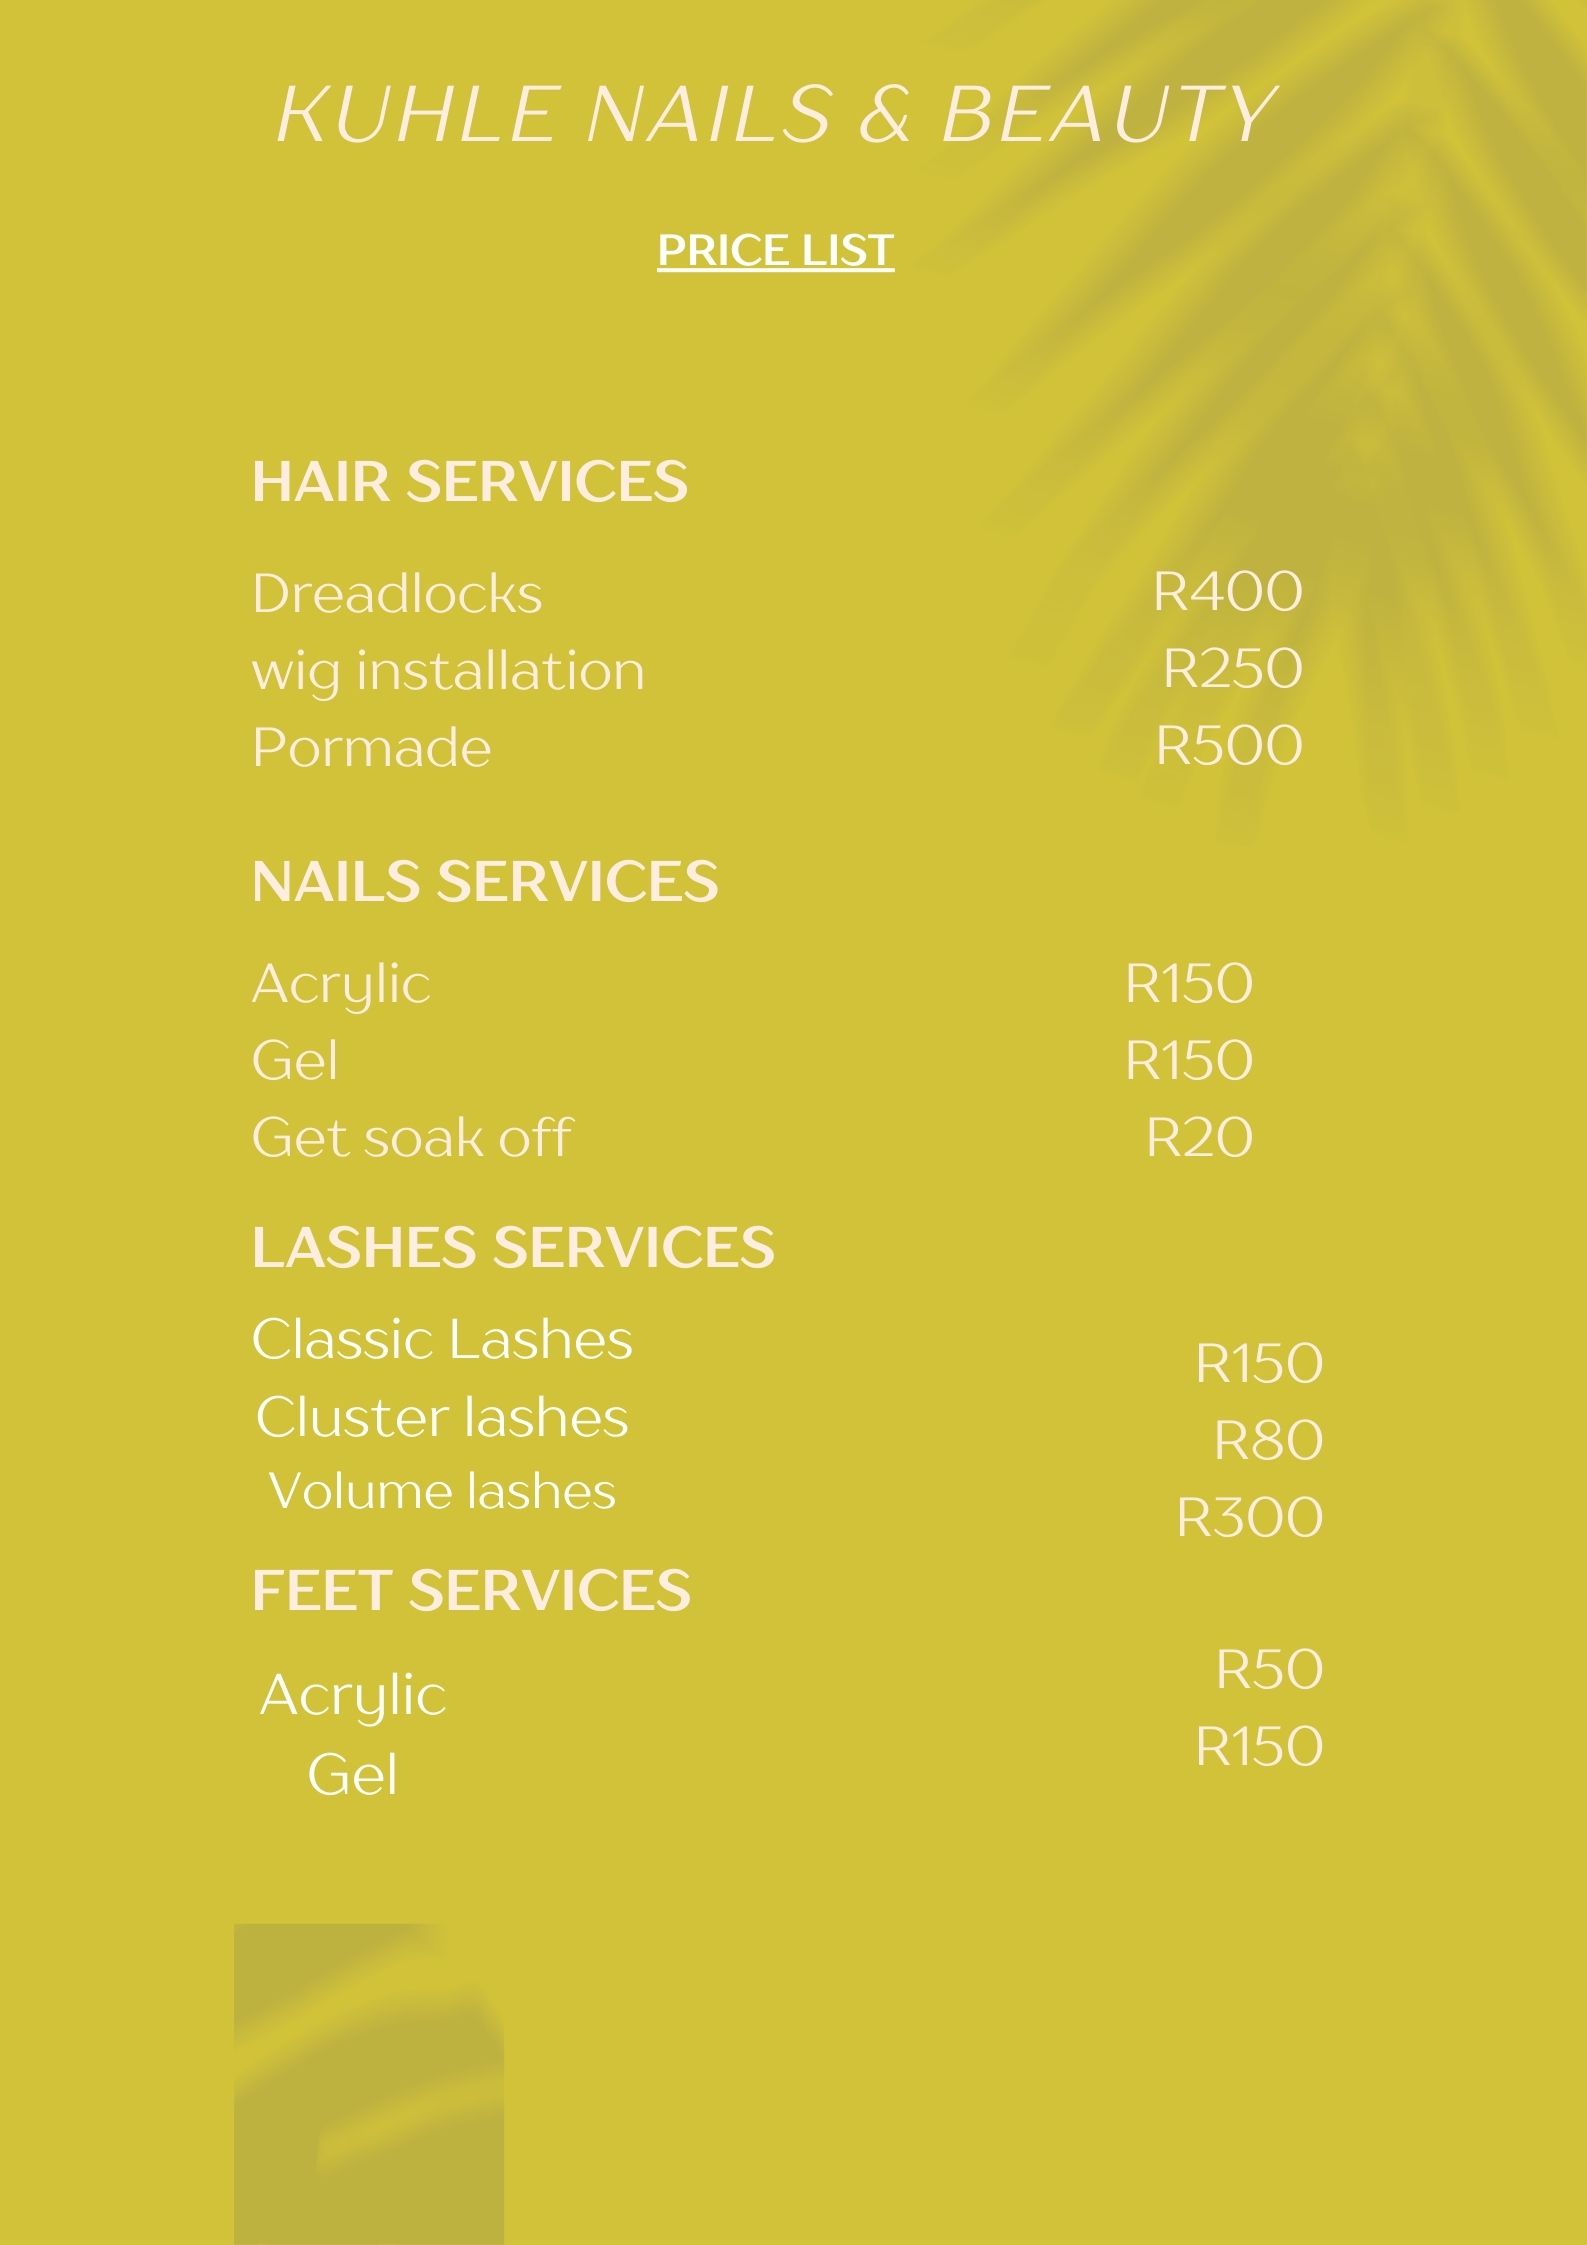 KUHLE NAILS & BEAUTY
PRICE LIST
HAIR SERVICES
Dreadlocks R400
wig installation R250
Pormade R500
NAILS SERVICES
Acrylic R150
Gel R150
Get soak off R20
LASHES SERVICES
Classic Lashes R150
Cluster lashes R80
Volume lashes R300
FEET SERVICES
Acrylic R50
Gel R150